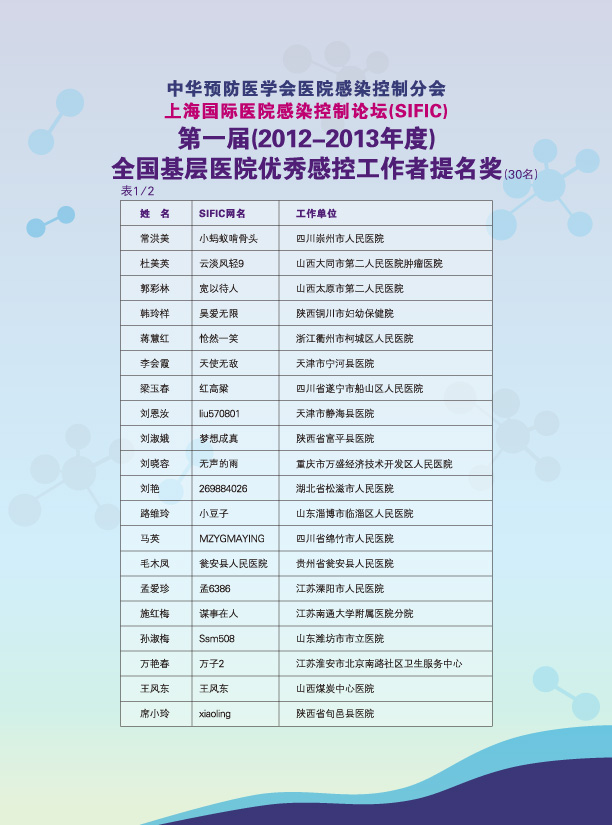 中华预防医学会医院感染控制分会
上海国际医院感染控制论坛(SIFIC)
第一届(2012–2013年度)
全国基层医院优秀感控工作者提名奖(30名)
表1/2
姓 名 SIFIC网名 工作单位
常洪美 小蚂蚁啃骨头 四川崇州市人民医院
杜美英 云淡风轻9 山西大同市第二人民医院肿瘤医院
郭彩林 宽以待人 山西太原市第二人民医院
韩玲样 昊爱无限 陕西铜川市妇幼保健院
蒋慧红 怆然一笑 浙江衢州市柯城区人民医院
李会霞 天使无敌 天津市宁河县医院
梁玉春 红高粱 四川省遂宁市船山区人民医院
刘恩汝 liu570801 天津市静海县医院
刘淑娥 梦想成真 陕西省富平县医院
刘晓容 无声的雨 重庆市万盛经济技术开发区人民医院
刘艳 269884026 湖北省松滋市人民医院
路维玲 小豆子 山东淄博市临淄区人民医院
马英 MZYGMAYING 四川省绵竹市人民医院
毛木凤 瓮安县人民医院 贵州省瓮安县人民医院
孟爱珍 孟6386 江苏溧阳市人民医院
施红梅 谋事在人 江苏南通大学附属医院分院
孙淑梅 Ssm508 山东潍坊市市立医院
万艳春 万子2 江苏淮安市北京南路社区卫生服务中心
王风东 王风东 山西煤炭中心医院
席小玲 xiaoling 陕西省旬邑县医院